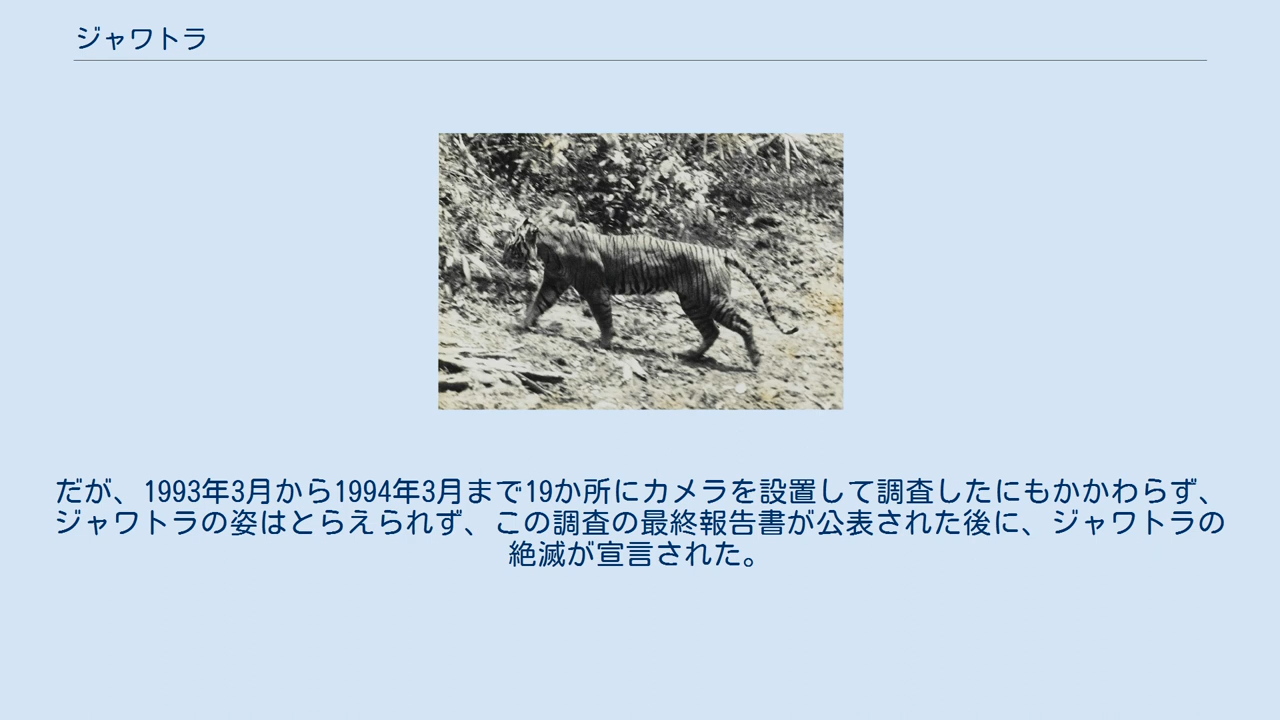 ジャワトラ
だが、1993年3月から1994年3月まで19か所にカメラを設置して調査したにもかかわらず、
ジャワトラの姿はとらえられず、この調査の最終報告書が公表された後に、ジャワトラの
絶滅が宣言された。